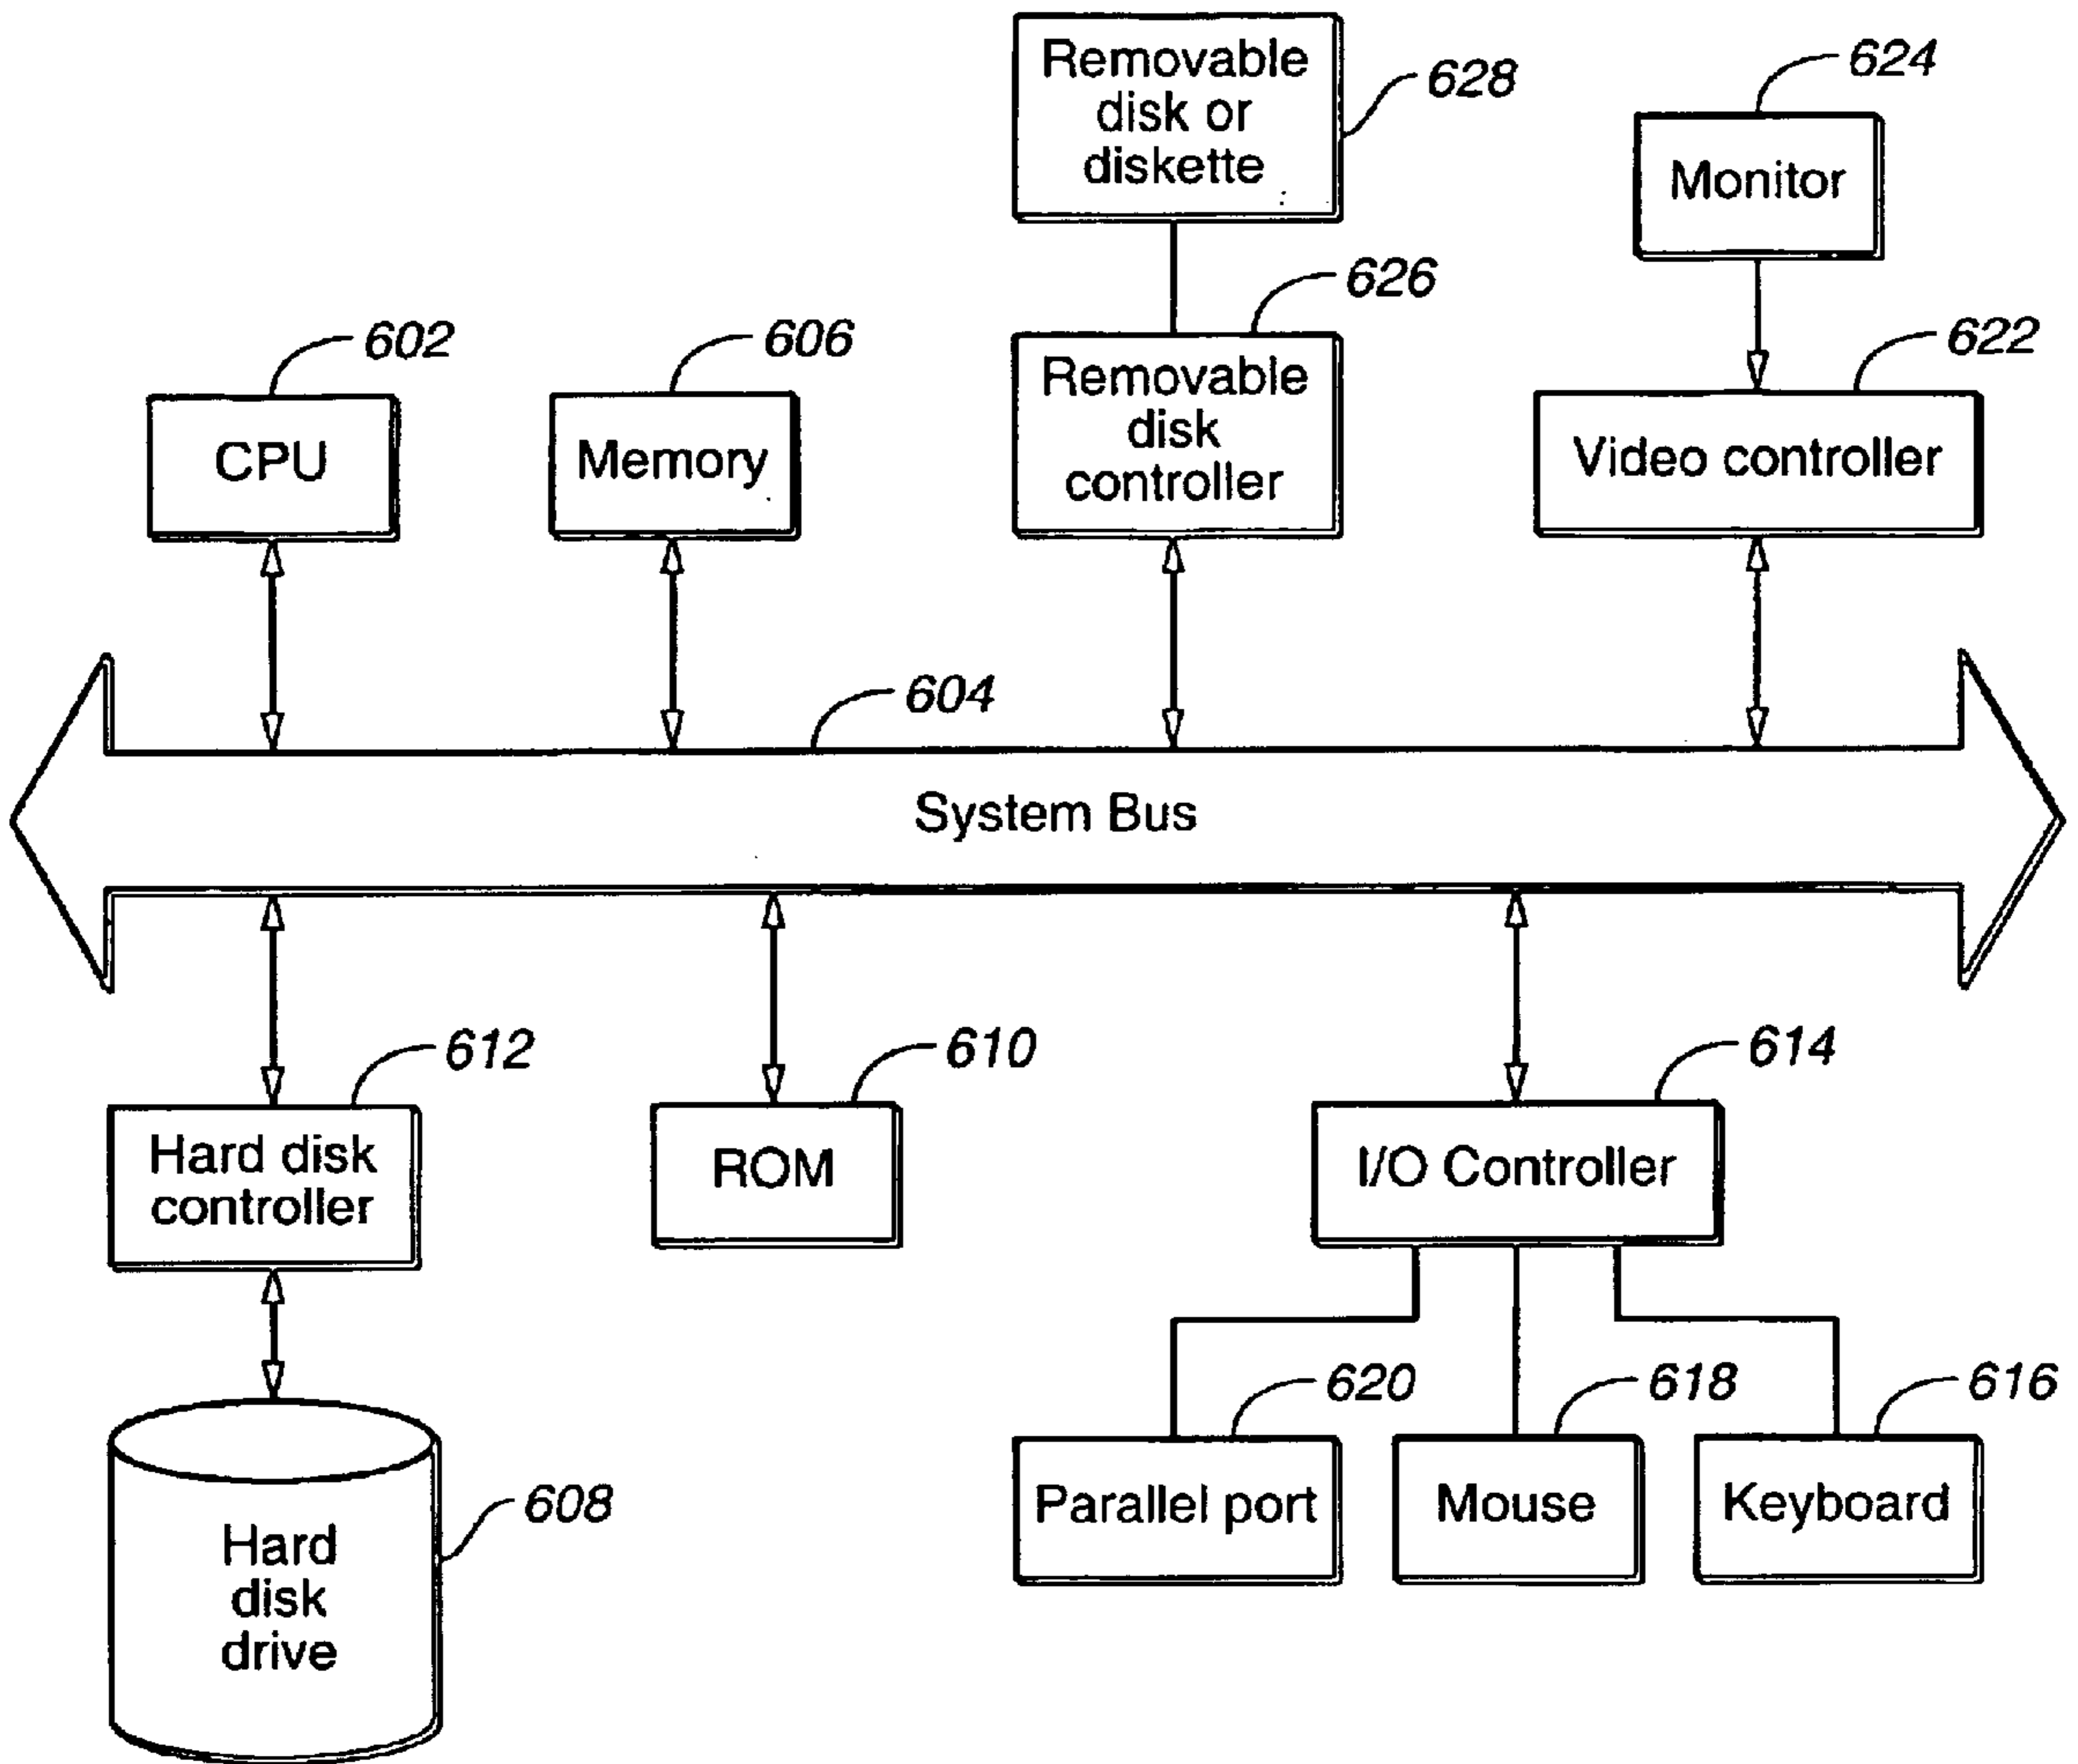 Removable
disk or
diskette
628
624
Monitor
626
602
606
622
CPU
Memory
Removable
disk
controller
Video controller
604
System Bus
612
610
614
Hard disk
controller
ROM
I/O Controller
620
618
616
608
Parallel port
Mouse
Keyboard
Hard
disk
drive